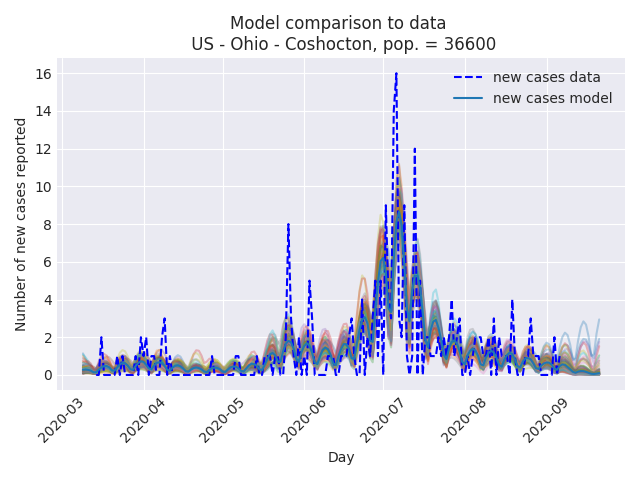 Model comparison to data
US - Ohio - Coshocton, pop. = 36600
new cases data
new cases model
Number of new cases reported
16
14
12
10
8
6
4
2
0
2020-03
2020-04
2020-05
2020-06
2020-07
2020-08
2020-09
Day